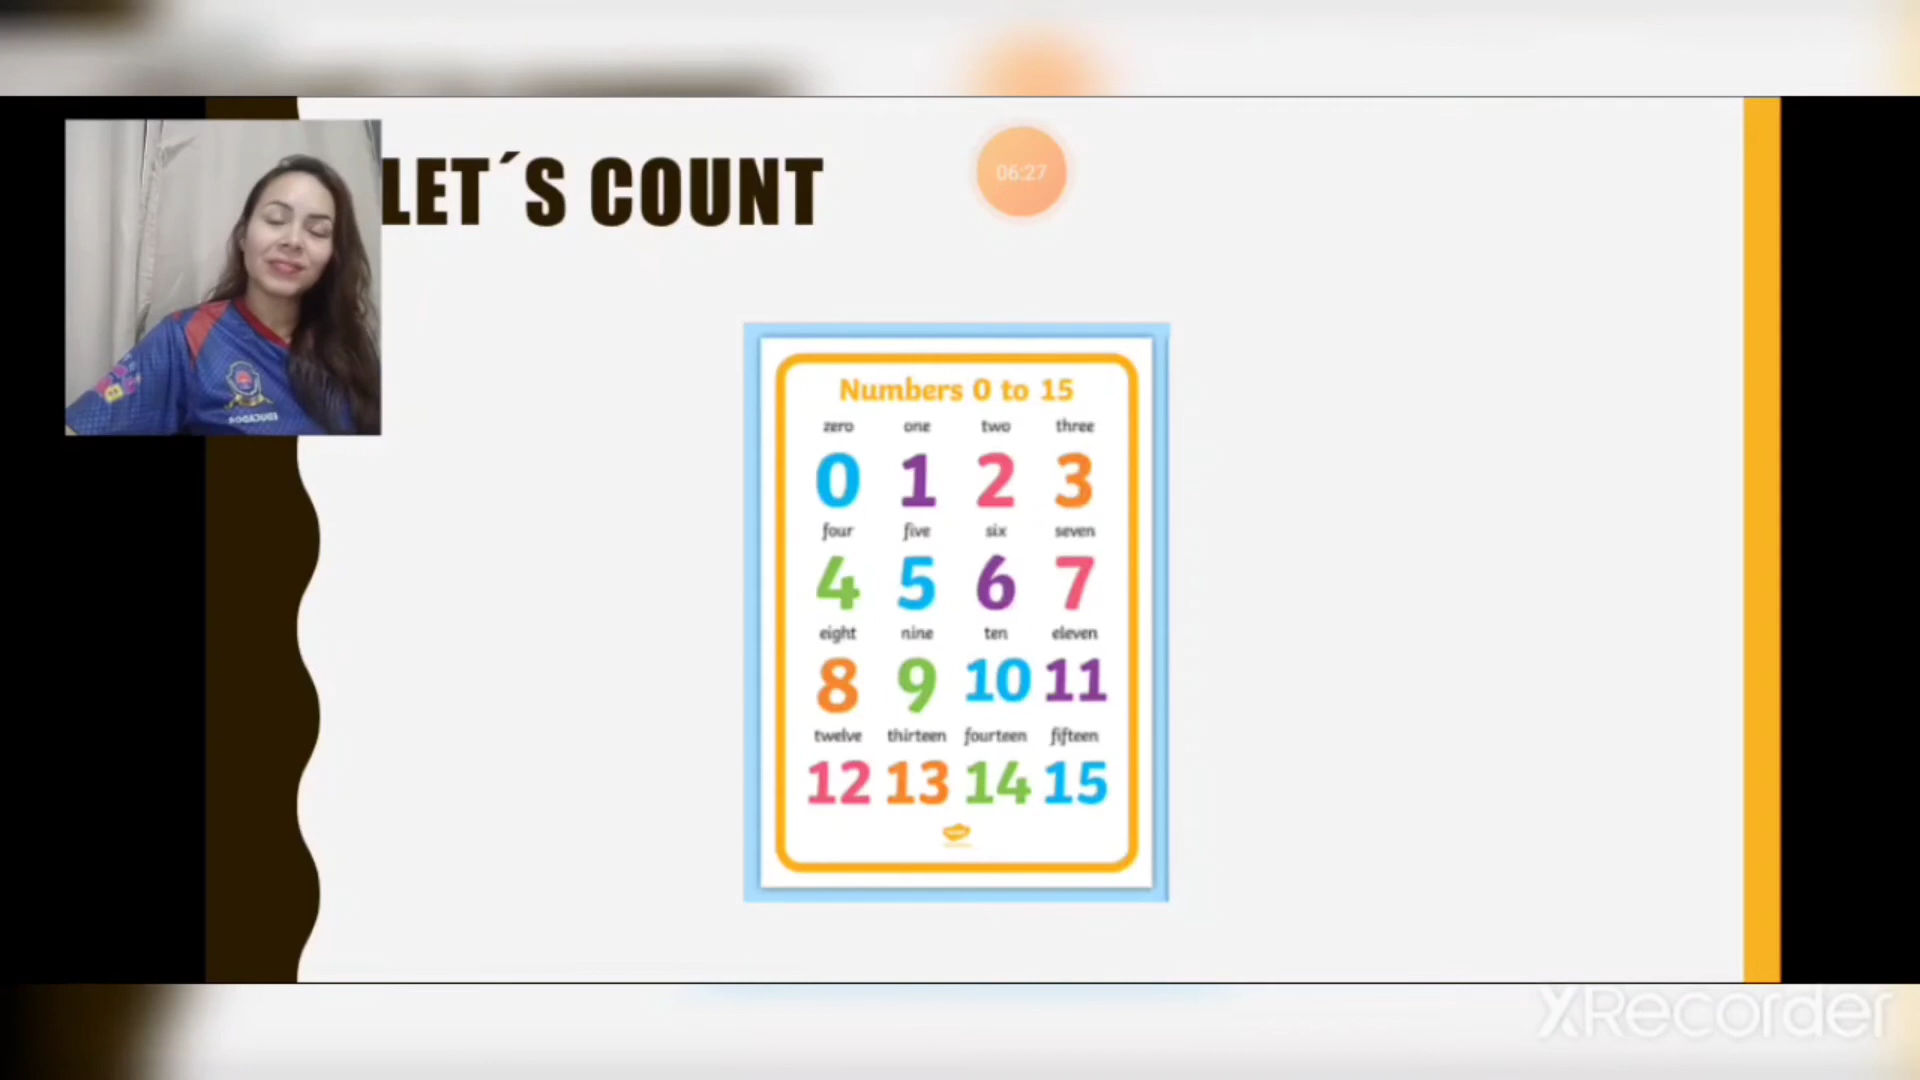 LET´S COUNT
06:27
Numbers 0 to 15
zero one two three
0 1 2 3
four five six seven
4 5 6 7
eight nine ten eleven
8 9 10 11
twelve thirteen fourteen fifteen
12 13 14 15
XRecorder